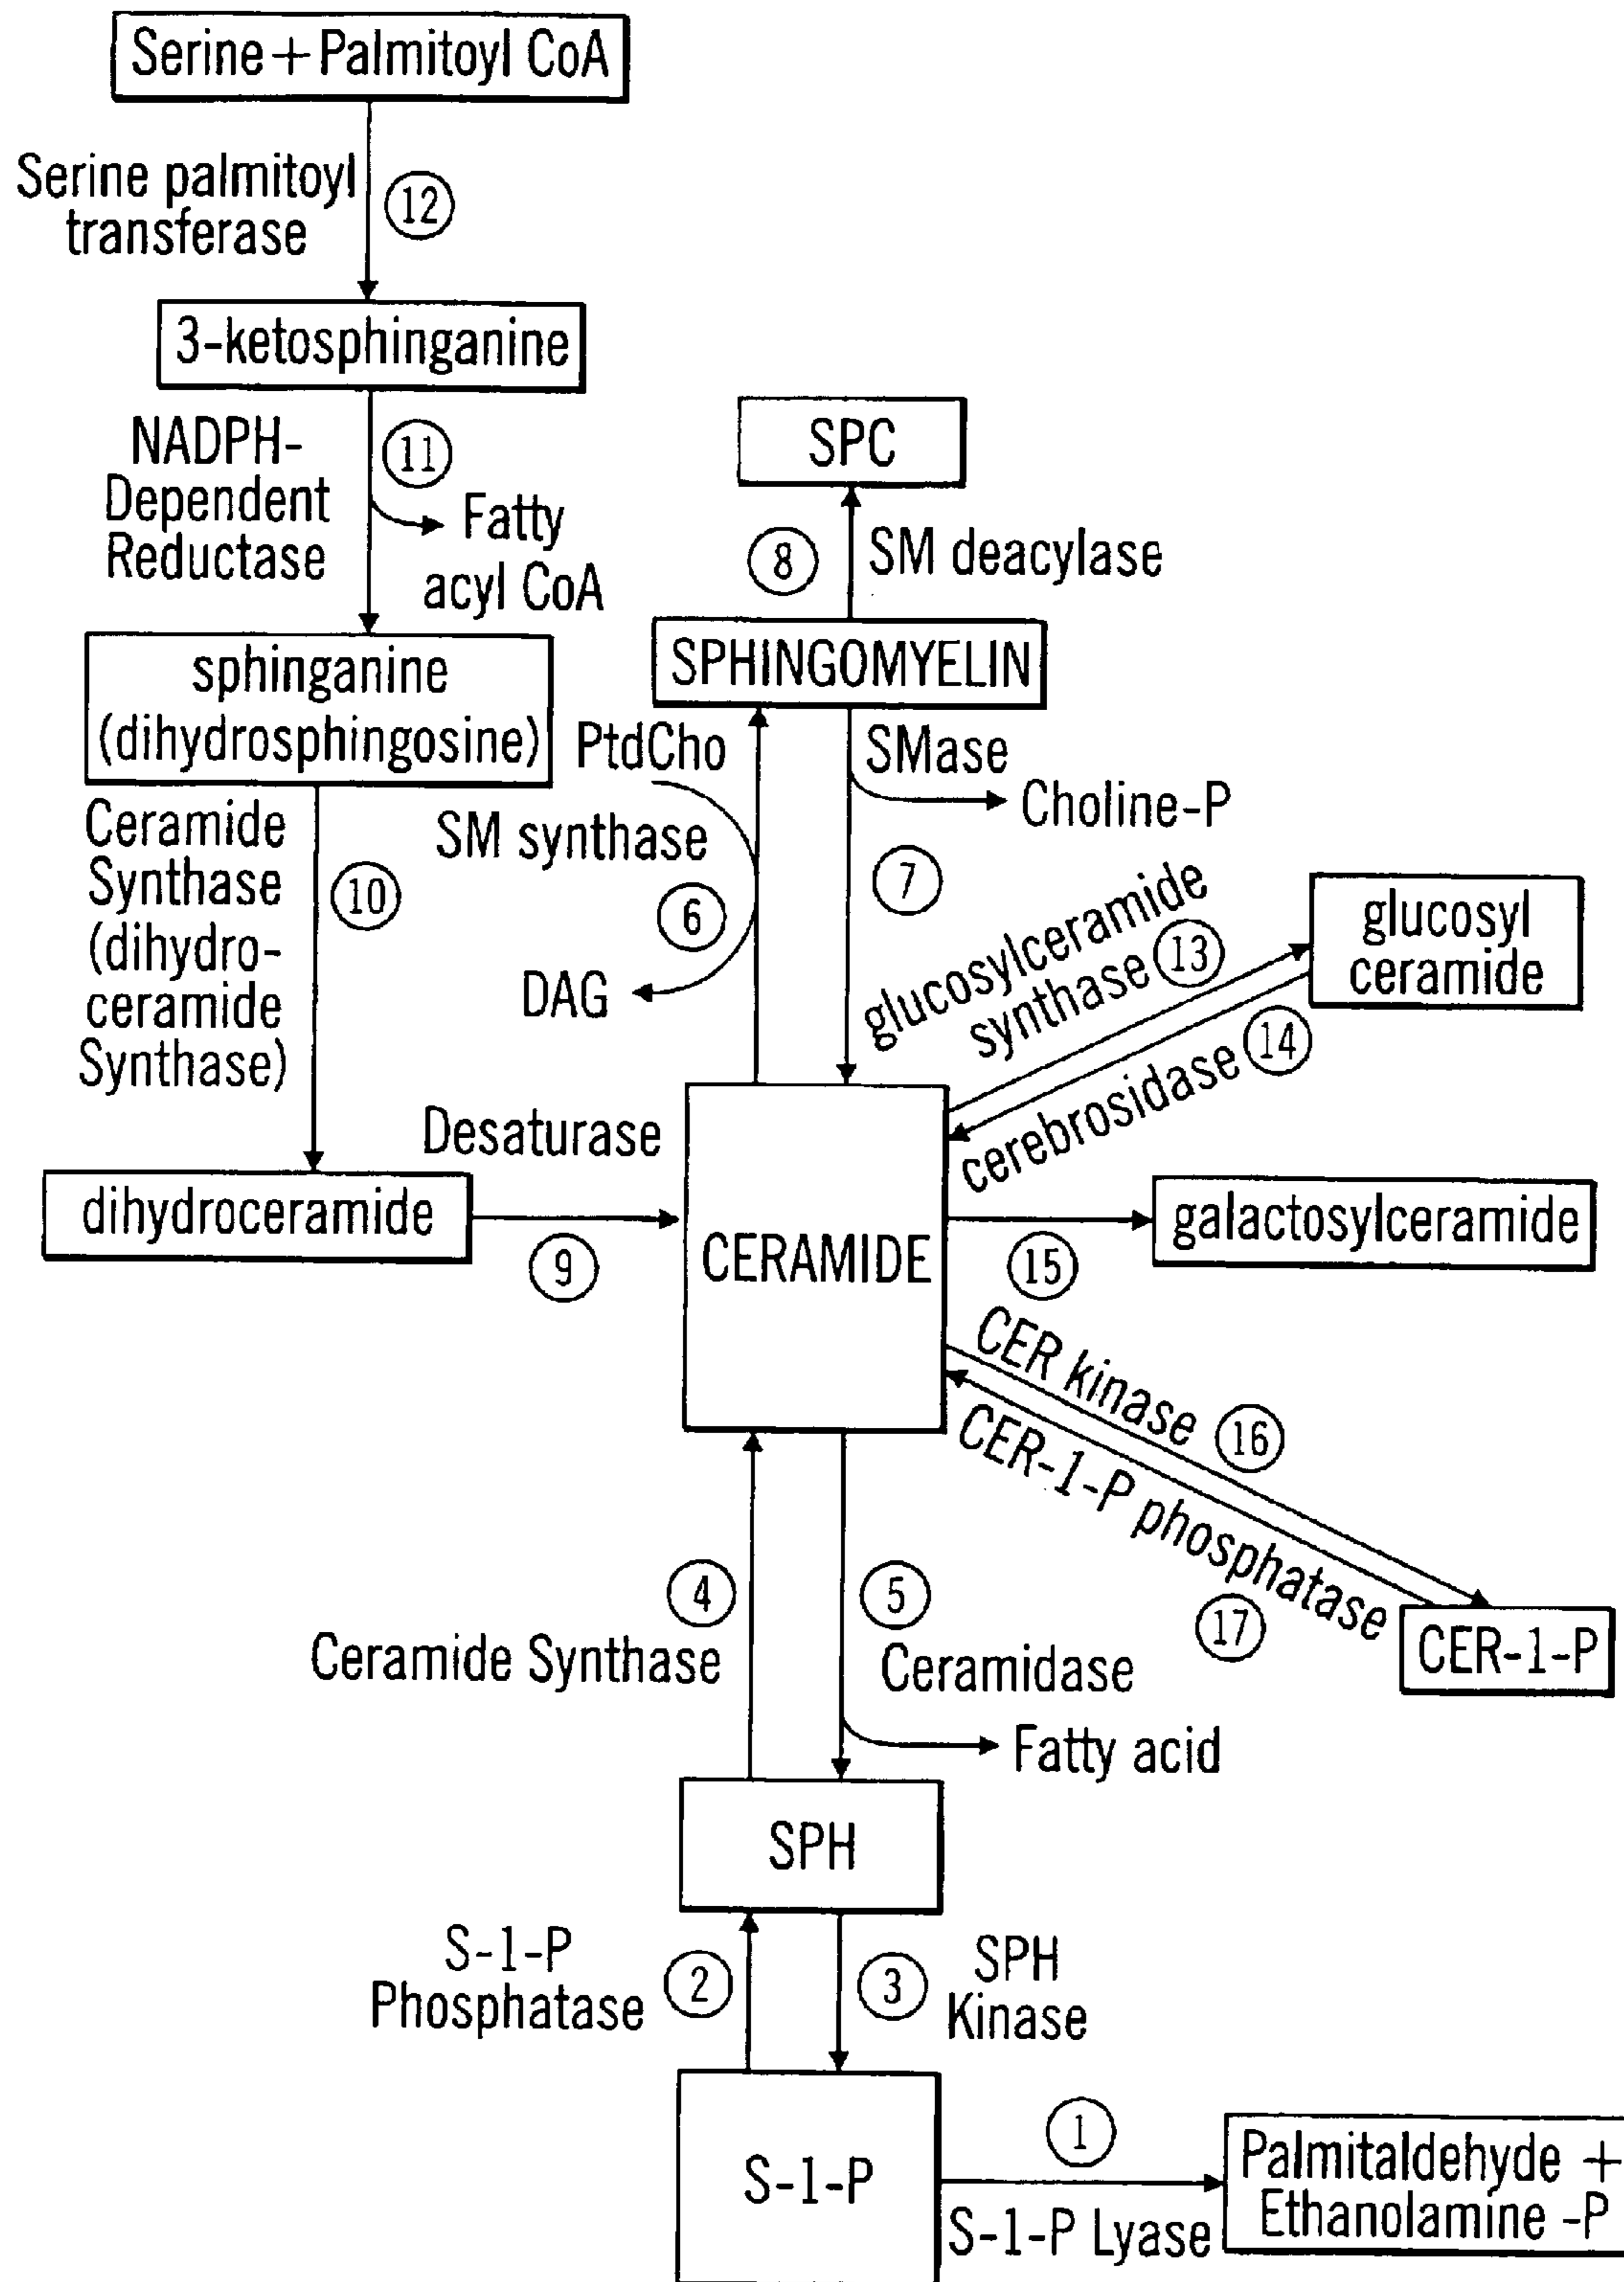 Serine+Palmitoyl CoA
Serine palmitoyl
transferase
12
3-ketosphinganine
NADPH-
Dependent
Reductase
11
Fatty
acyl CoA
SPC
8
SM deacylase
SPHINGOMYELIN
sphinganine
(dihydrosphingosine)
PtdCho
SM synthase
6
DAG
SMase
Choline-P
7
Ceramide
Synthase
(dihydro-
ceramide
Synthase)
10
glucosylceramide
synthase 13
glucosyl
ceramide
cerebrosidase 14
Desaturase
dihydroceramide
9
CERAMIDE
15
galactosylceramide
CER kinase 16
CER-1-P phosphatase
17
CER-1-P
4
Ceramide Synthase
5
Ceramidase
Fatty acid
SPH
S-1-P
Phosphatase
2
3
SPH
Kinase
S-1-P
1
S-1-P Lyase
Palmitaldehyde +
Ethanolamine -P